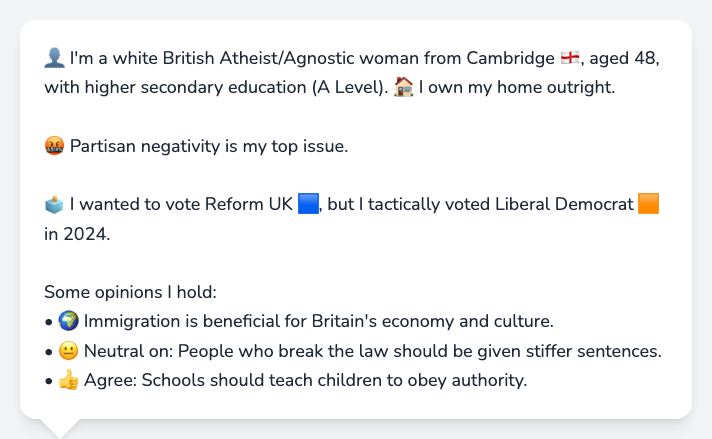 👤 I'm a white British Atheist/Agnostic woman from Cambridge 🏴󠁧󠁢󠁥󠁮󠁧󠁿, aged 48,
with higher secondary education (A Level). 🏠 I own my home outright.
🤬 Partisan negativity is my top issue.
🗳️ I wanted to vote Reform UK 🟦, but I tactically voted Liberal Democrat 🟧
in 2024.
Some opinions I hold:
• 🌍 Immigration is beneficial for Britain's economy and culture.
• 😐 Neutral on: People who break the law should be given stiffer sentences.
• 👍 Agree: Schools should teach children to obey authority.